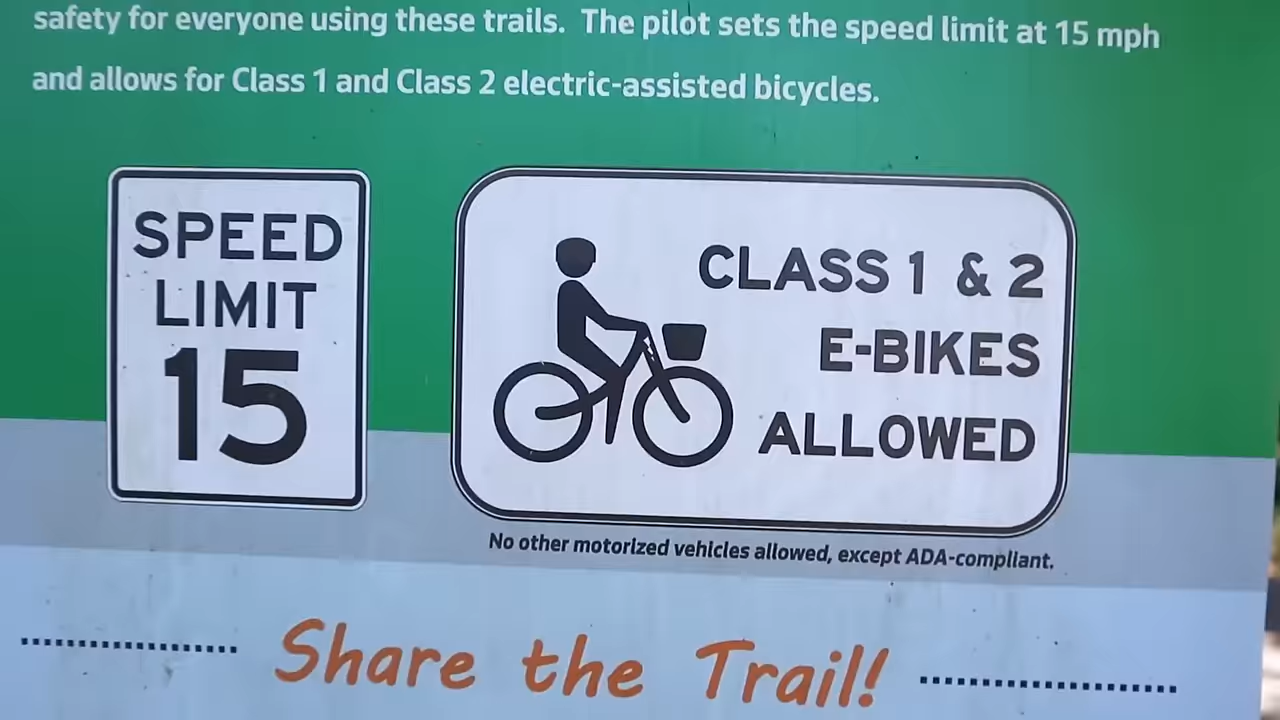 safety for everyone using these trails. The pilot sets the speed limit at 15 mph
and allows for Class 1 and Class 2 electric-assisted bicycles.
SPEED
LIMIT
15
CLASS 1 & 2
E-BIKES
ALLOWED
No other motorized vehicles allowed, except ADA-compliant.
Share the Trail!